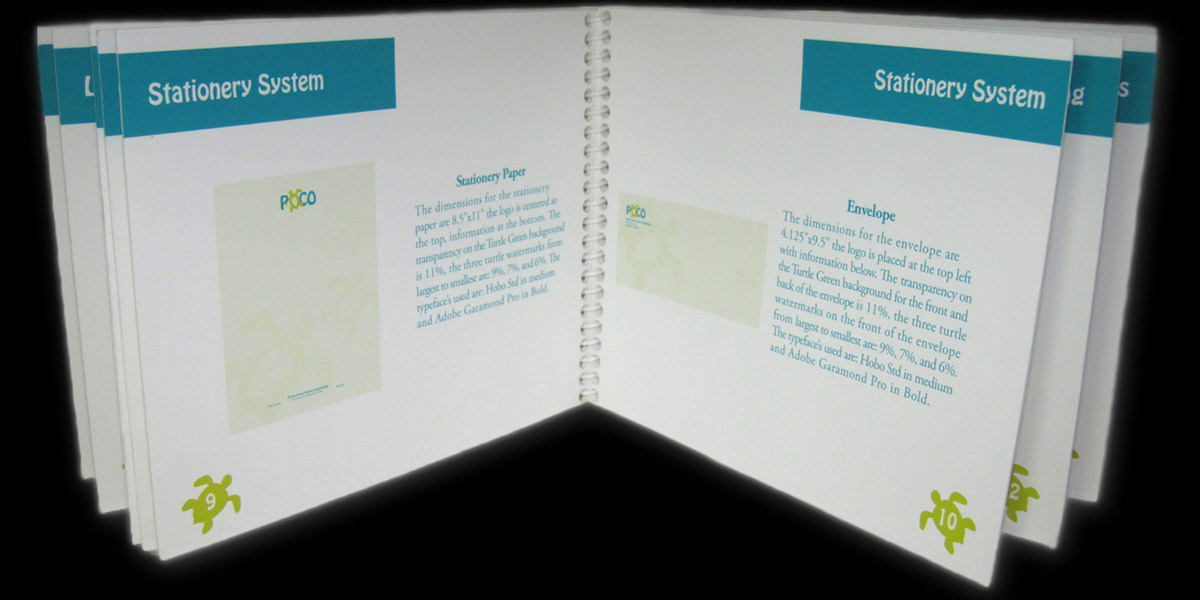 Stationery System
POCO
Stationery Paper
The dimensions for the stationery
paper are 8.5"x11" the logo is centered at
the top, information at the bottom. The
transparency on the Turtle Green background
is 11%, the three turtle watermarks from
largest to smallest are: 9%, 7%, and 6%. The
typeface's used are: Hobo Std in medium
and Adobe Garamond Pro in Bold.
9
Stationery System
POCO
Envelope
The dimensions for the envelope are
4.125"x9.5" the logo is placed at the top left
with information below. The transparency on
the Turtle Green background for the front and
back of the envelope is 11%, the three turtle
watermarks on the front of the envelope
from largest to smallest are: 9%, 7%, and 6%.
The typeface's used are: Hobo Std in medium
and Adobe Garamond Pro in Bold.
10
g
s
2